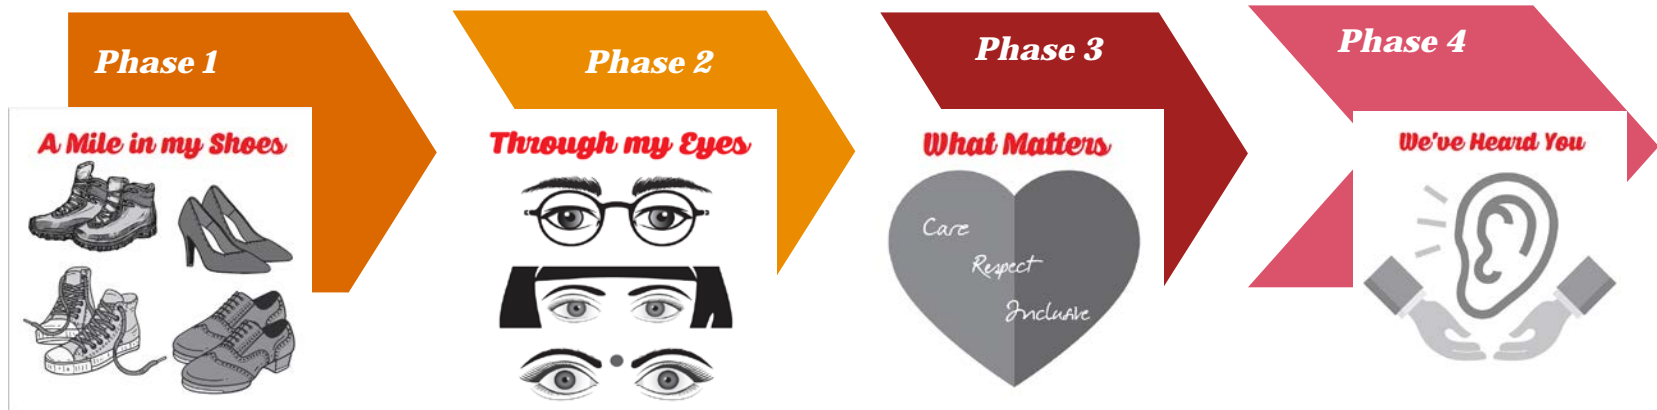 Phase 1
A Mile in my Shoes
Phase 2
Through my Eyes
Phase 3
What Matters
Care
Respect
Inclusive
Phase 4
We've Heard You